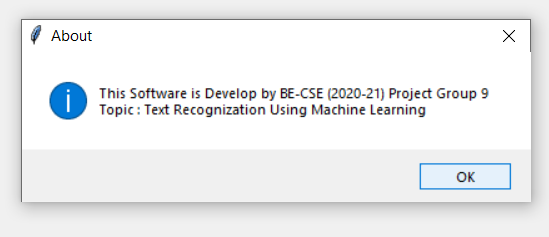 About
This Software is Develop by BE-CSE (2020-21) Project Group 9
Topic : Text Recognization Using Machine Learning
OK